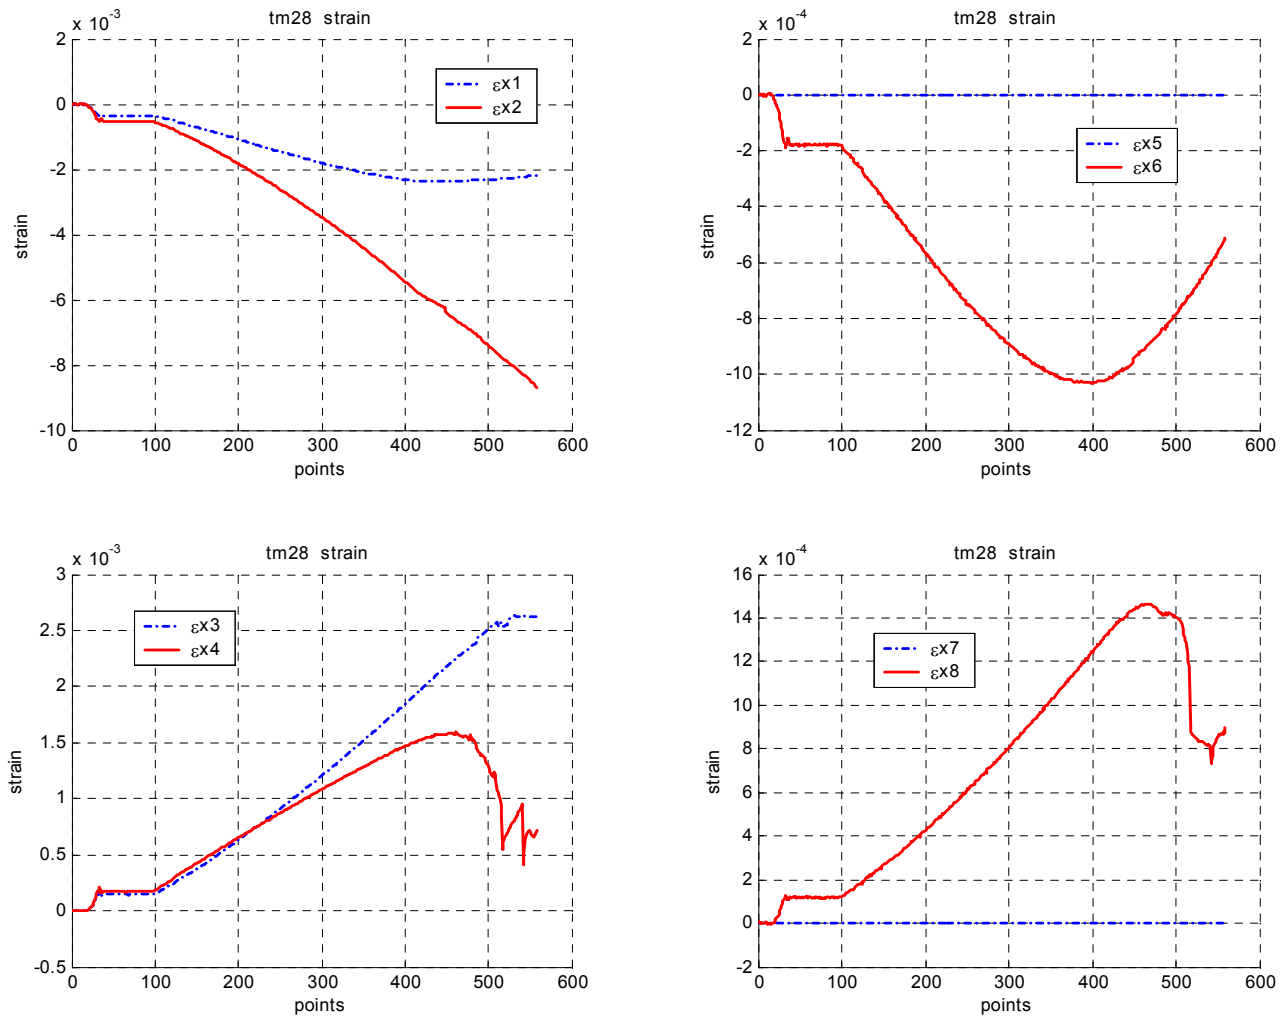 x 10-3
tm28 strain
2
0
-2
-4
-6
-8
-10
strain
εx1
εx2
0 100 200 300 400 500 600
points
x 10-4
tm28 strain
2
0
-2
-4
-6
-8
-10
-12
strain
εx5
εx6
0 100 200 300 400 500 600
points
x 10-3
tm28 strain
3
2.5
2
1.5
1
0.5
0
-0.5
strain
εx3
εx4
0 100 200 300 400 500 600
points
x 10-4
tm28 strain
16
14
12
10
8
6
4
2
0
-2
strain
εx7
εx8
0 100 200 300 400 500 600
points